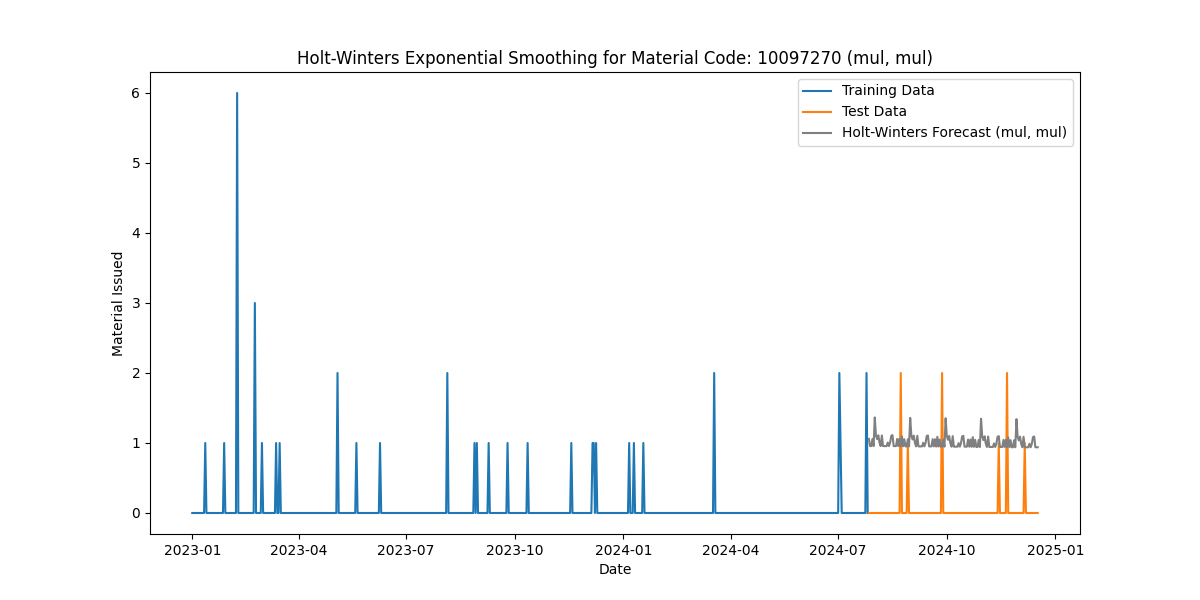 Holt-Winters Exponential Smoothing for Material Code: 10097270 (mul, mul)
Training Data
Test Data
Holt-Winters Forecast (mul, mul)
Material Issued
6
5
4
3
2
1
0
2023-01
2023-04
2023-07
2023-10
2024-01
2024-04
2024-07
2024-10
2025-01
Date